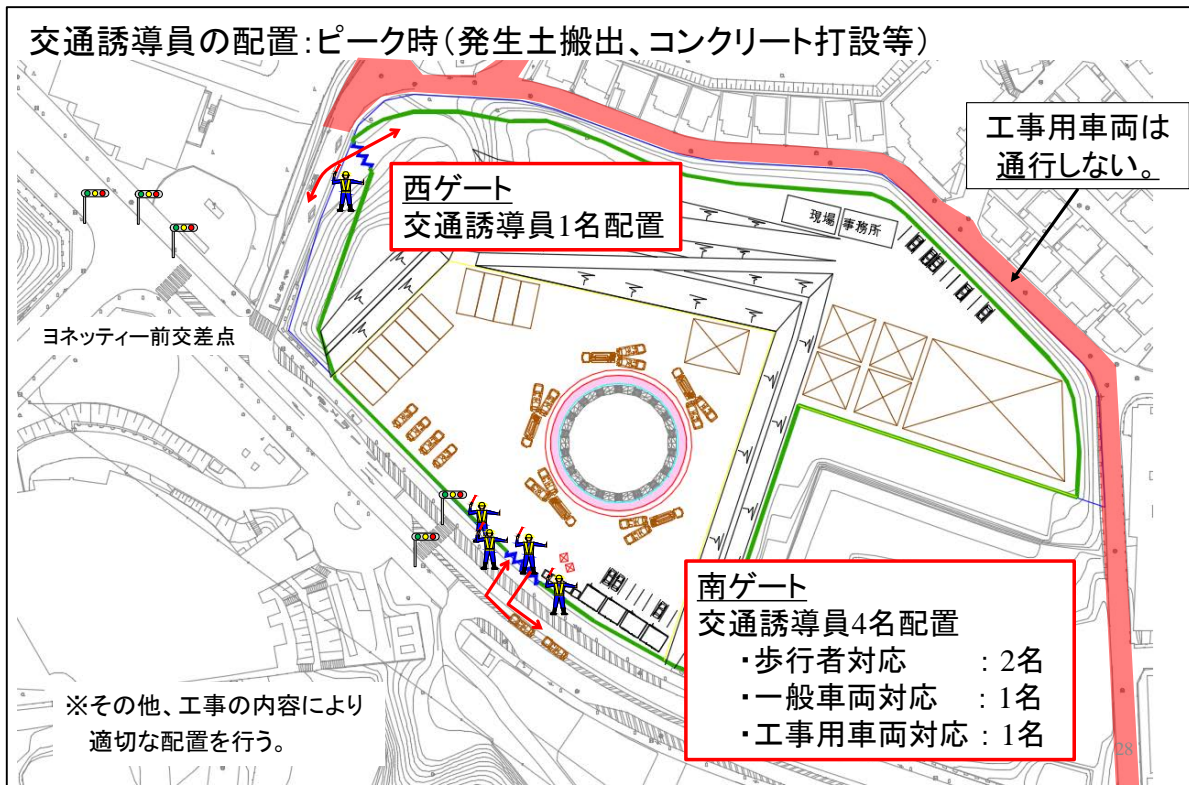 交通誘導員の配置:ピーク時(発生土搬出、コンクリート打設等)
工事用車両は
通行しない。
西ゲート
交通誘導員1名配置
現場 事務所
ヨネッティー前交差点
南ゲート
交通誘導員4名配置
・歩行者対応 : 2名
・一般車両対応 : 1名
・工事用車両対応 : 1名
※その他、工事の内容により
適切な配置を行う。
28